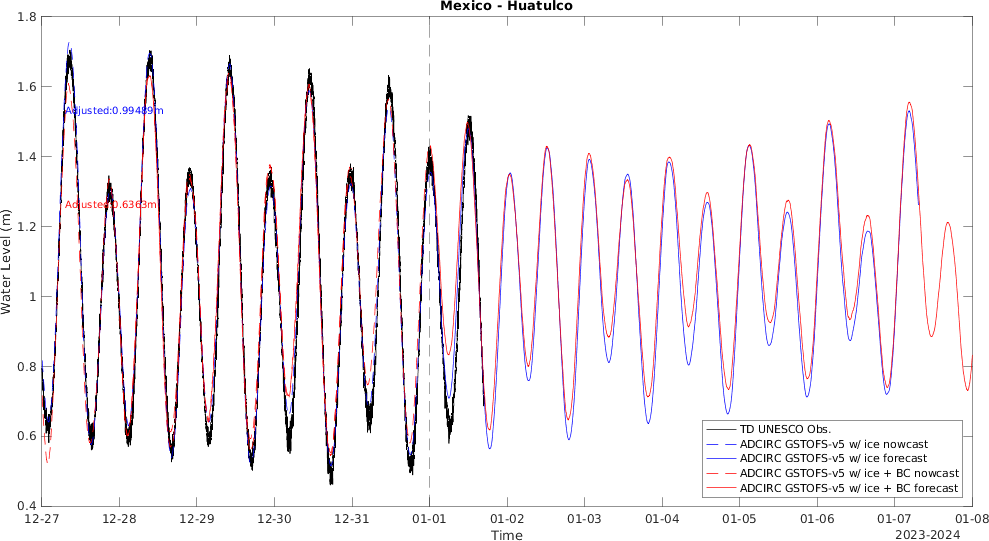 Mexico - Huatulco
1.8
1.6
1.4
1.2
1
0.8
0.6
0.4
Water Level (m)
Adjusted:0.99489m
Adjusted:0.6363m
TD UNESCO Obs.
ADCIRC GSTOFS-v5 w/ ice nowcast
ADCIRC GSTOFS-v5 w/ ice forecast
ADCIRC GSTOFS-v5 w/ ice + BC nowcast
ADCIRC GSTOFS-v5 w/ ice + BC forecast
12-27 12-28 12-29 12-30 12-31 01-01 01-02 01-03 01-04 01-05 01-06 01-07 01-08
Time
2023-2024